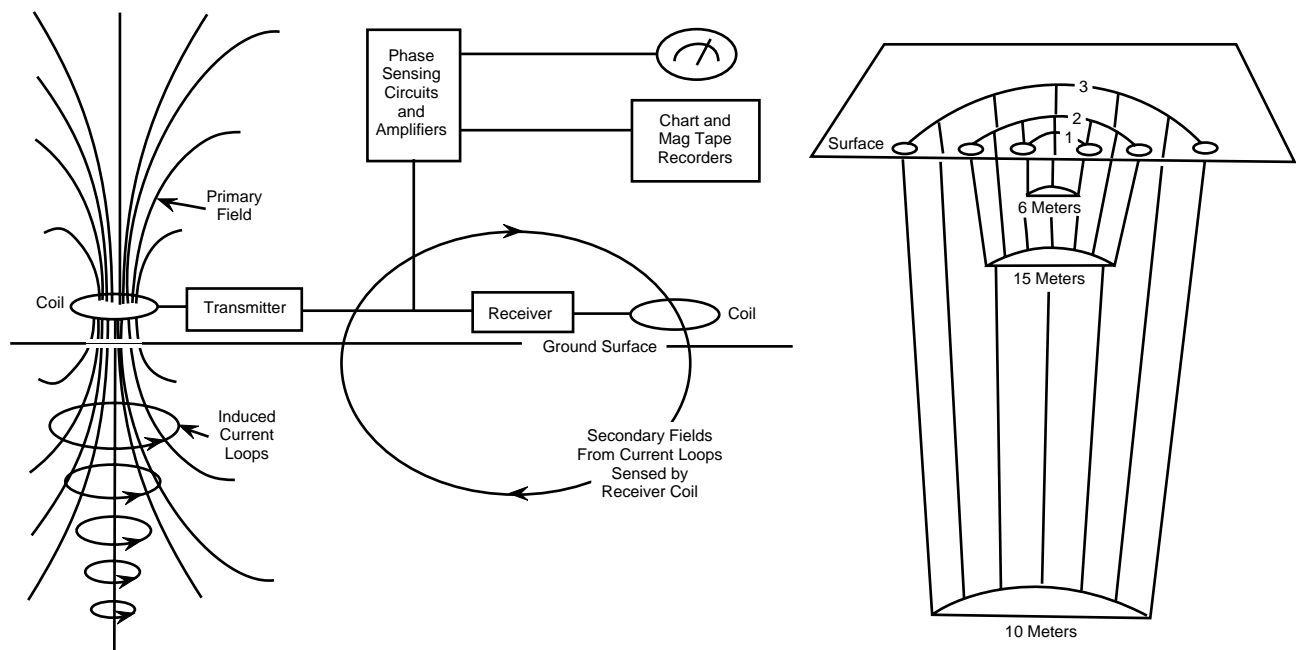 Phase
Sensing
Circuits
and
Amplifiers
Chart and
Mag Tape
Recorders
Primary
Field
Coil
Transmitter
Receiver
Coil
Ground Surface
Induced
Current
Loops
Secondary Fields
From Current Loops
Sensed by
Receiver Coil
3
2
1
Surface
6 Meters
15 Meters
10 Meters